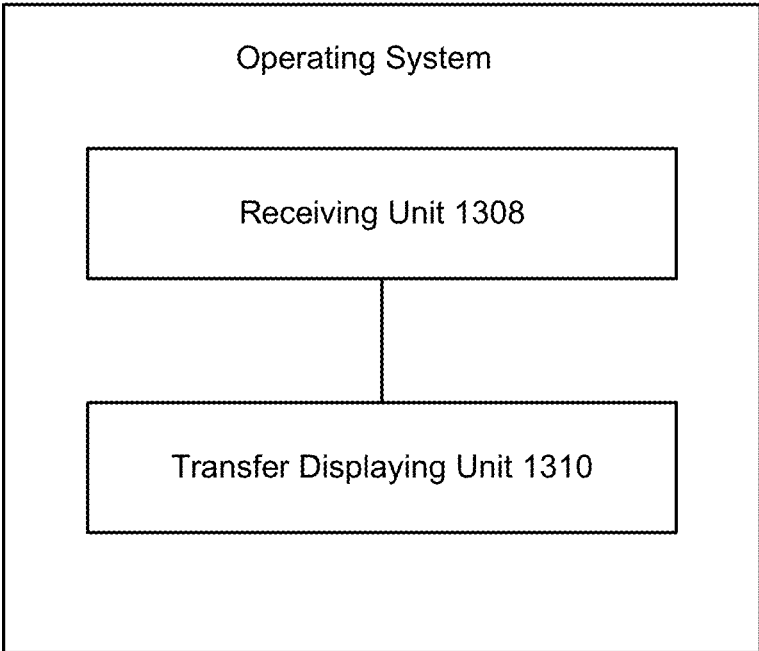 Operating System
Receiving Unit 1308
Transfer Displaying Unit 1310